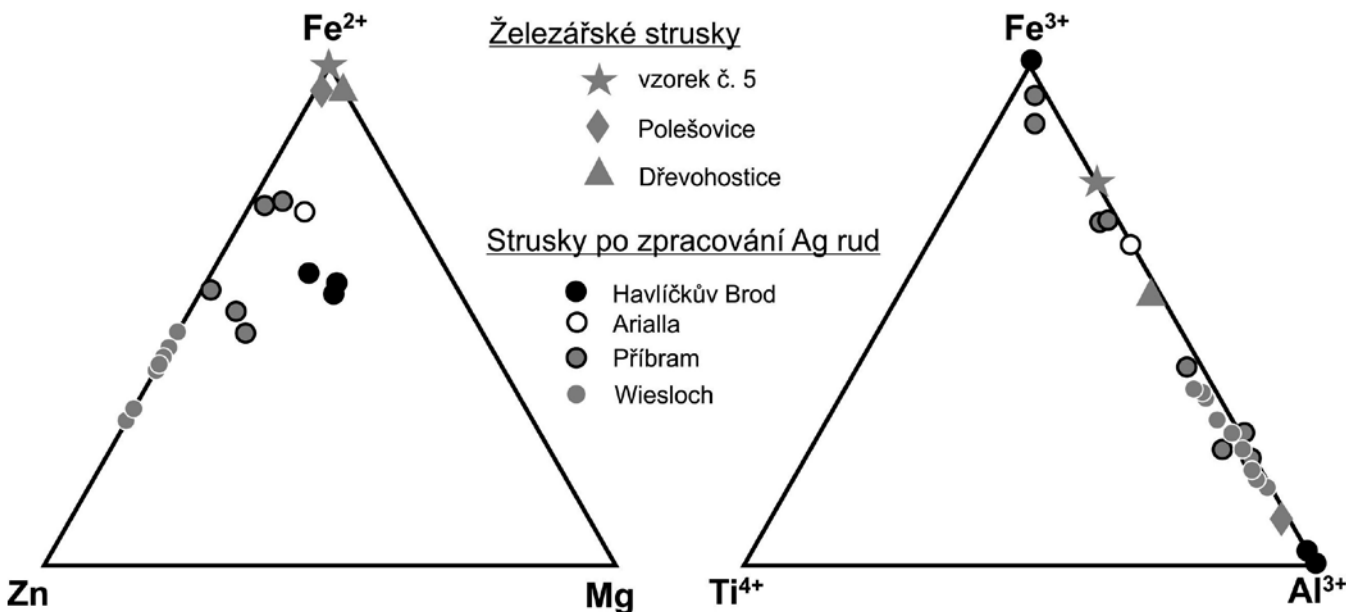 Fe²⁺
Zn
Mg
Železářské strusky
vzorek č. 5
Polešovice
Dřevohostice
Strusky po zpracování Ag rud
Havlíčkův Brod
Arialla
Příbram
Wiesloch
Fe³⁺
Ti⁴⁺
Al³⁺